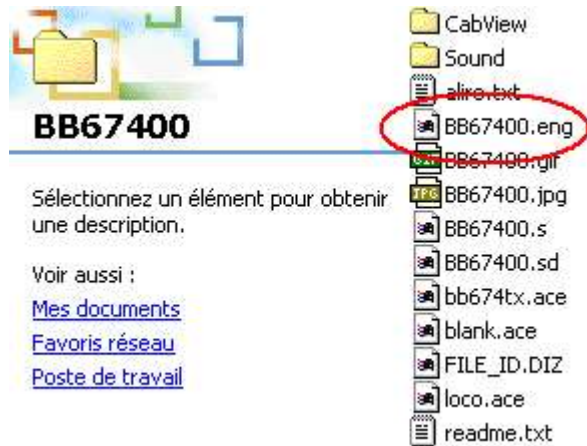 BB67400
Sélectionnez un élément pour obtenir
une description.
Voir aussi :
Mes documents
Favoris réseau
Poste de travail
CabView
Sound
alire.txt
BB67400.eng
BB67400.gif
BB67400.jpg
BB67400.s
BB67400.sd
bb674tx.ace
blank.ace
FILE_ID.DIZ
loco.ace
readme.txt